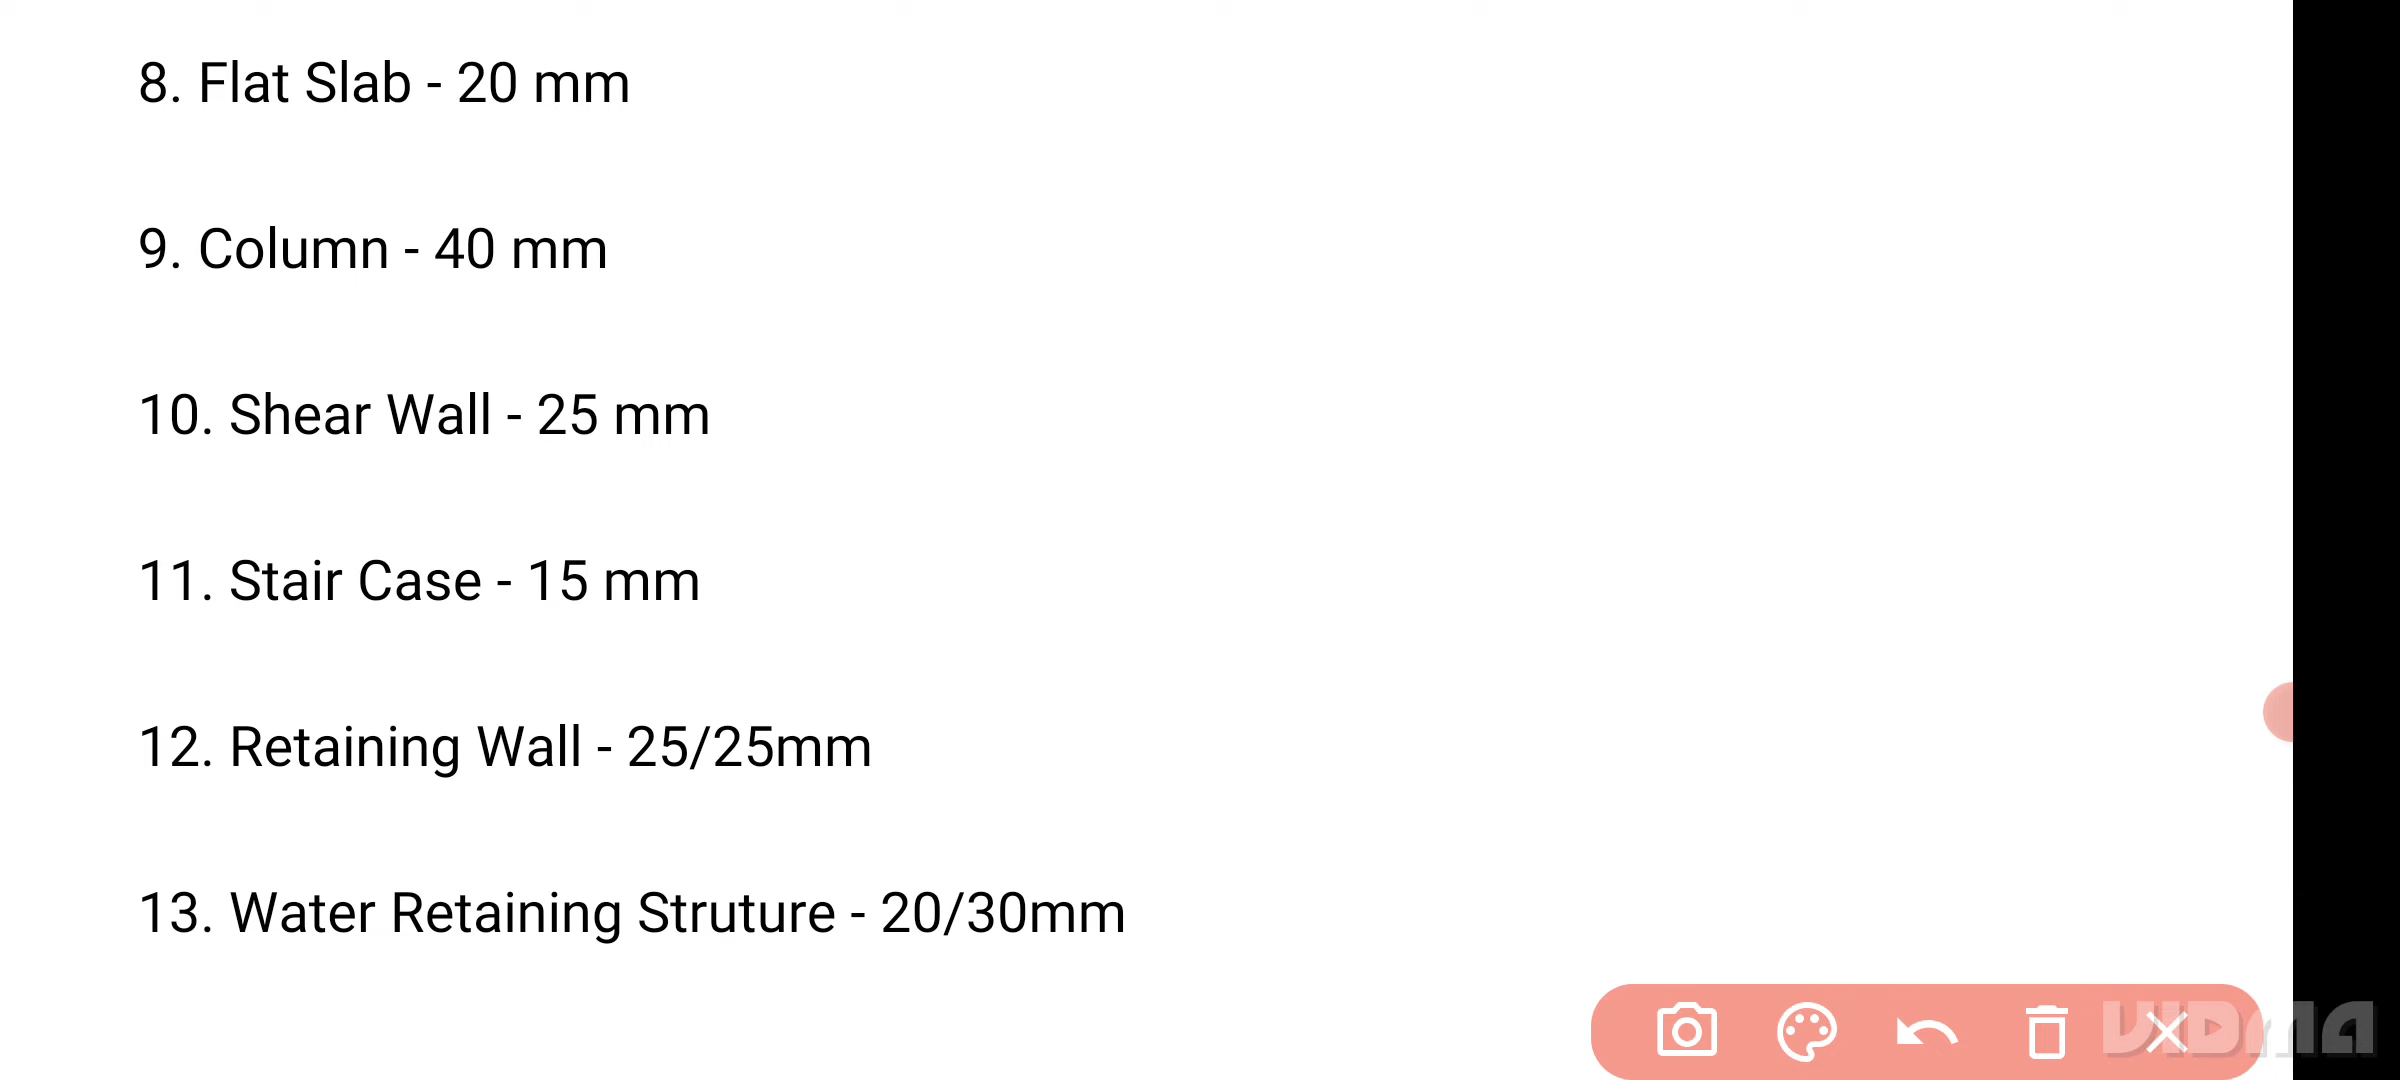 8. Flat Slab - 20 mm
9. Column - 40 mm
10. Shear Wall - 25 mm
11. Stair Case - 15 mm
12. Retaining Wall - 25/25mm
13. Water Retaining Struture - 20/30mm
VIDMA